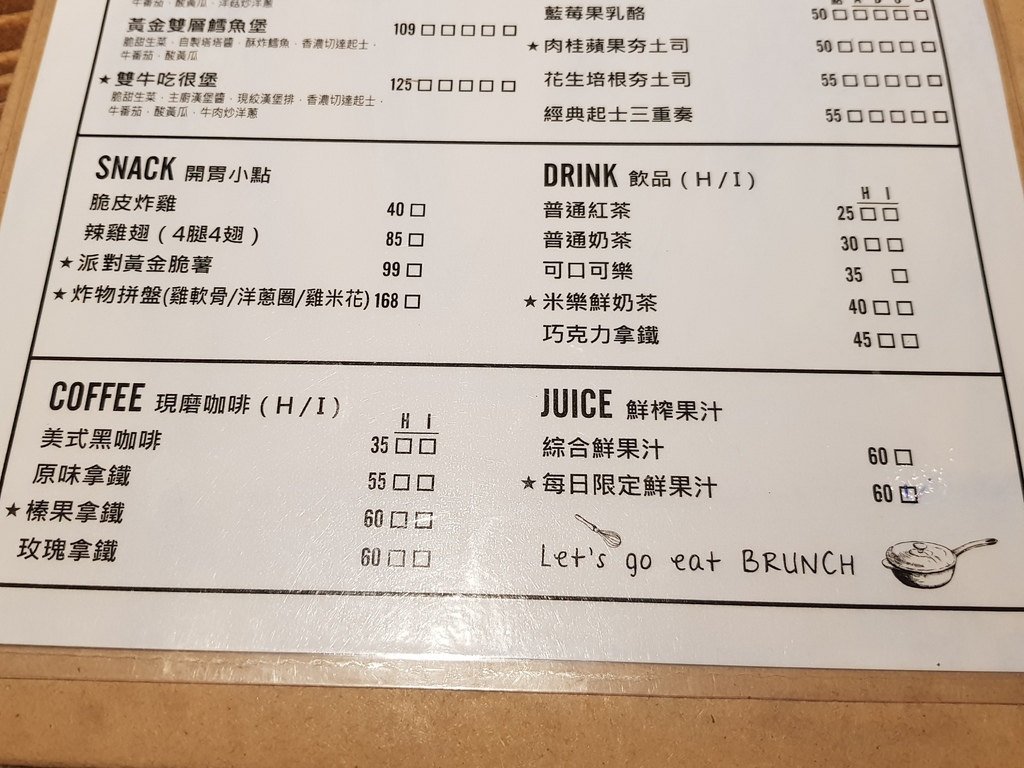 牛番茄．酸黃瓜．洋菇炒洋蔥
黃金雙層鱈魚堡 109 □□□□□
脆甜生菜．自製塔塔醬．酥炸鱈魚．香濃切達起士．
牛番茄．酸黃瓜
★雙牛吃很堡 125 □□□□□
脆甜生菜．主廚漢堡醬．現絞漢堡排．香濃切達起士．
牛番茄．酸黃瓜．牛肉炒洋蔥
藍莓果乳酪 50 □□□□□
★肉桂蘋果夯土司 50 □□□□□
花生培根夯土司 55 □□□□□
經典起士三重奏 55 □□□□□
SNACK 開胃小點
脆皮炸雞 40 □
辣雞翅（4腿4翅） 85 □
★派對黃金脆薯 99 □
★炸物拼盤(雞軟骨/洋蔥圈/雞米花) 168 □
DRINK 飲品（H/I）
H I
普通紅茶 25 □□
普通奶茶 30 □□
可口可樂 35 □
★米樂鮮奶茶 40 □□
巧克力拿鐵 45 □□
COFFEE 現磨咖啡（H/I）
H I
美式黑咖啡 35 □□
原味拿鐵 55 □□
★榛果拿鐵 60 □□
玫瑰拿鐵 60 □□
JUICE 鮮榨果汁
綜合鮮果汁 60 □
★每日限定鮮果汁 60 □
Let's go eat BRUNCH